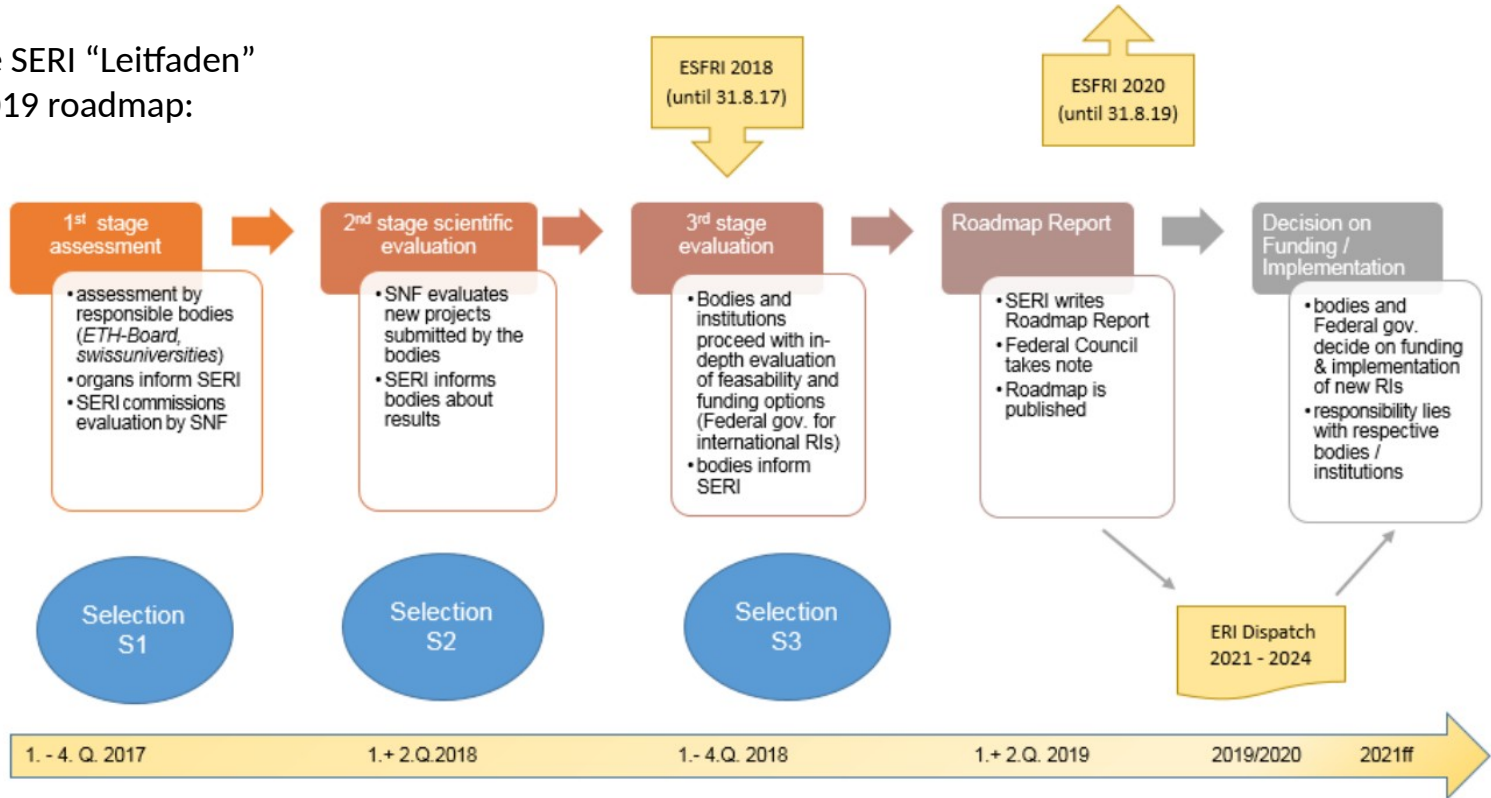 e SERI “Leitfaden”
019 roadmap:
ESFRI 2018
(until 31.8.17)
ESFRI 2020
(until 31.8.19)
1st stage
assessment
• assessment by
responsible bodies
(ETH-Board,
swissuniversities)
• organs inform SERI
• SERI commissions
evaluation by SNF
2nd stage scientific
evaluation
• SNF evaluates
new projects
submitted by the
bodies
• SERI informs
bodies about
results
3rd stage
evaluation
• Bodies and
institutions
proceed with in-
depth evaluation
of feasability and
funding options
(Federal gov. for
international RIs)
• bodies inform
SERI
Roadmap Report
• SERI writes
Roadmap Report
• Federal Council
takes note
• Roadmap is
published
Decision on
Funding /
Implementation
• bodies and
Federal gov.
decide on funding
& implementation
of new RIs
• responsibility lies
with respective
bodies /
institutions
Selection
S1
Selection
S2
Selection
S3
ERI Dispatch
2021 - 2024
1. - 4. Q. 2017
1.+ 2.Q.2018
1.- 4.Q. 2018
1.+ 2.Q. 2019
2019/2020
2021ff